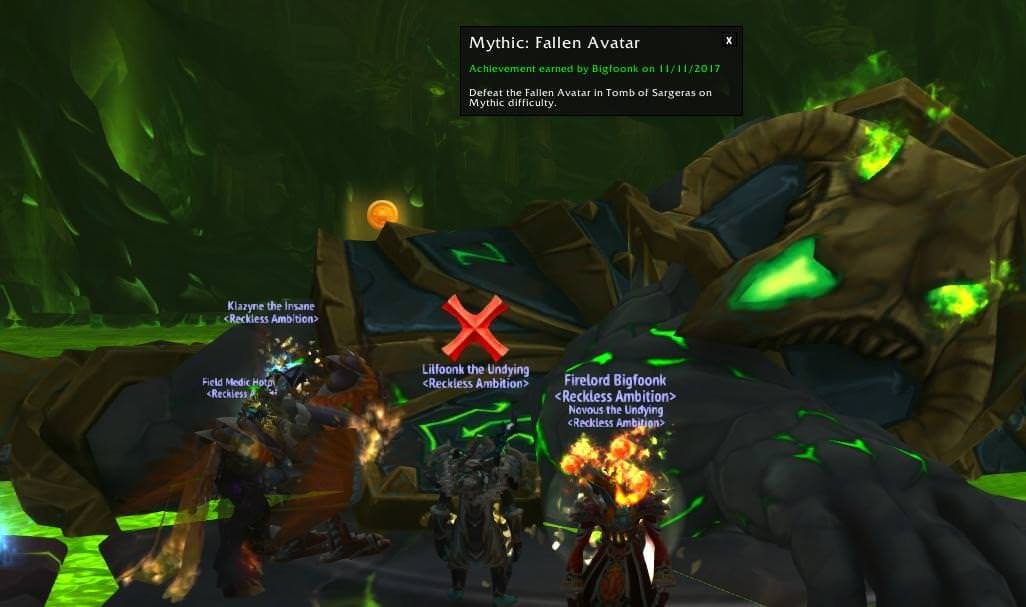 Mythic: Fallen Avatar
x
Achievement earned by Bigfoonk on 11/11/2017
Defeat the Fallen Avatar in Tomb of Sargeras on
Mythic difficulty.
Klazyne the Insane
<Reckless Ambition>
Lilfoonk the Undying
<Reckless Ambition>
Field Medic
<Reckless
Firelord Bigfoonk
<Reckless Ambition>
Novous the Undying
<Reckless Ambition>